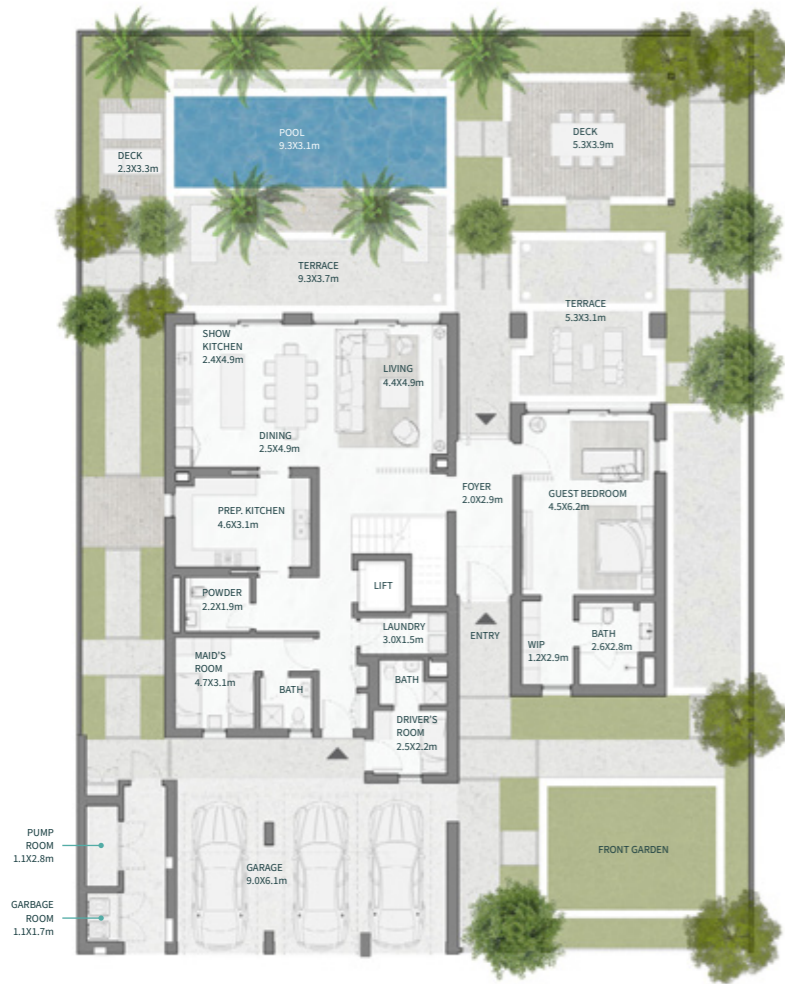 POOL
9.3X3.1m
DECK
5.3X3.9m
DECK
2.3X3.3m
TERRACE
9.3X3.7m
TERRACE
5.3X3.1m
SHOW
KITCHEN
2.4X4.9m
LIVING
4.4X4.9m
DINING
2.5X4.9m
PREP. KITCHEN
4.6X3.1m
FOYER
2.0X2.9m
GUEST BEDROOM
4.5X6.2m
POWDER
2.2X1.9m
LIFT
LAUNDRY
3.0X1.5m
ENTRY
WIP
1.2X2.9m
BATH
2.6X2.8m
MAID'S
ROOM
4.7X3.1m
BATH
BATH
DRIVER'S
ROOM
2.5X2.2m
PUMP
ROOM
1.1X2.8m
GARAGE
9.0X6.1m
FRONT GARDEN
GARBAGE
ROOM
1.1X1.7m